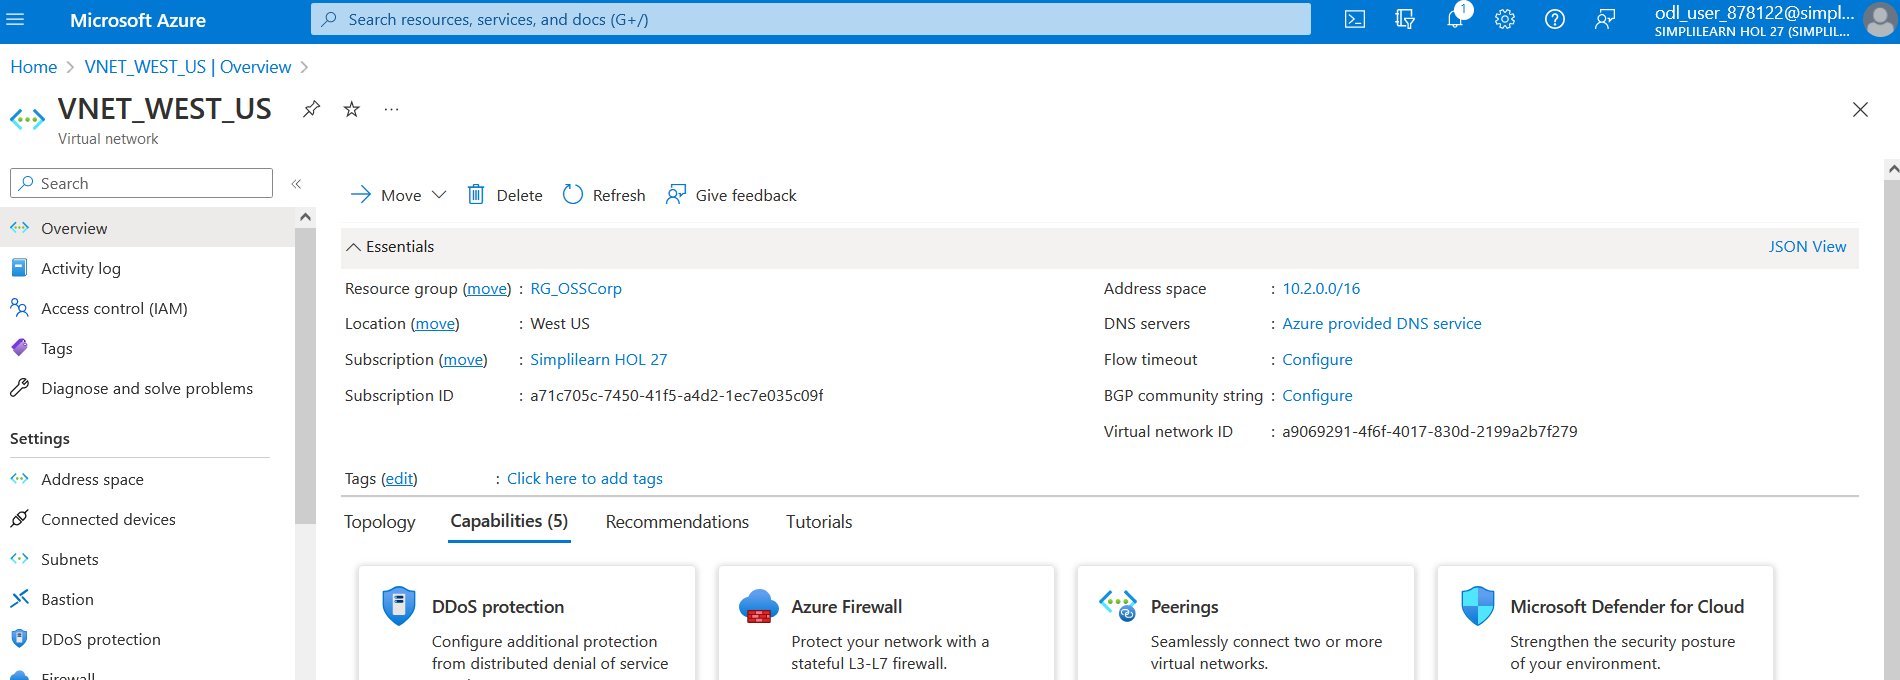 Microsoft Azure
Search resources, services, and docs (G+/)
1
odl_user_878122@simpl...
SIMPLILEARN HOL 27 (SIMPLIL...
Home > VNET_WEST_US | Overview >
VNET_WEST_US
Virtual network
Search
Overview
Activity log
Access control (IAM)
Tags
Diagnose and solve problems
Settings
Address space
Connected devices
Subnets
Bastion
DDoS protection
Firewall
Move
Delete
Refresh
Give feedback
Essentials
JSON View
Resource group (move) : RG_OSSCorp
Location (move) : West US
Subscription (move) : Simplilearn HOL 27
Subscription ID : a71c705c-7450-41f5-a4d2-1ec7e035c09f
Address space : 10.2.0.0/16
DNS servers : Azure provided DNS service
Flow timeout : Configure
BGP community string : Configure
Virtual network ID : a9069291-4f6f-4017-830d-2199a2b7f279
Tags (edit) : Click here to add tags
Topology
Capabilities (5)
Recommendations
Tutorials
DDoS protection
Configure additional protection
from distributed denial of service
Azure Firewall
Protect your network with a
stateful L3-L7 firewall.
Peerings
Seamlessly connect two or more
virtual networks.
Microsoft Defender for Cloud
Strengthen the security posture
of your environment.